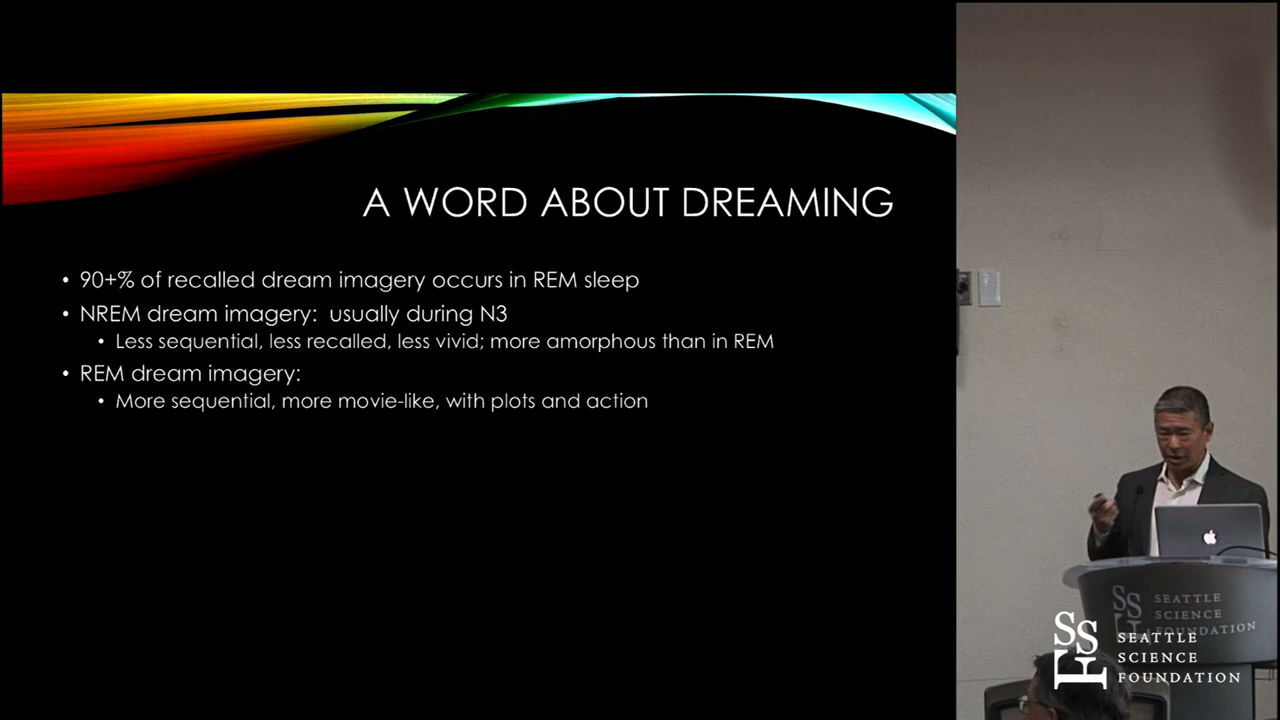 A WORD ABOUT DREAMING
• 90+% of recalled dream imagery occurs in REM sleep
• NREM dream imagery: usually during N3
• Less sequential, less recalled, less vivid; more amorphous than in REM
• REM dream imagery:
• More sequential, more movie-like, with plots and action
SSF SEATTLE
SCIENCE
FOUNDATION
SSF SEATTLE
SCIENCE
FOUNDATION